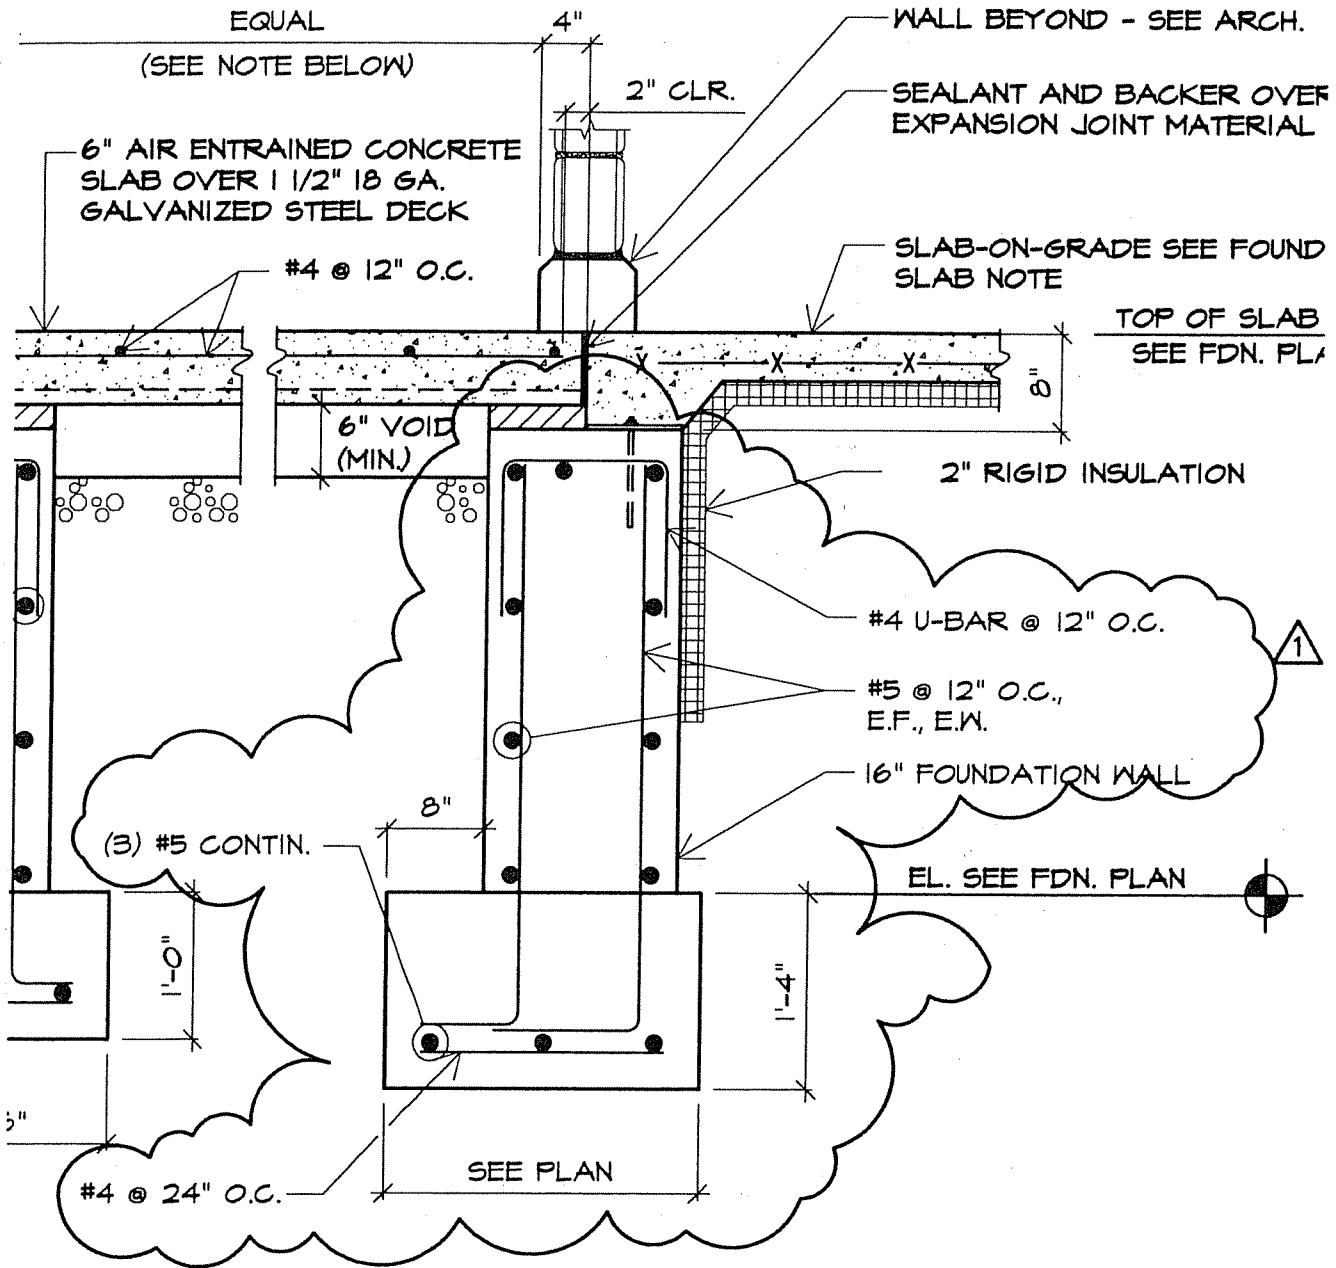 EQUAL
4"
WALL BEYOND - SEE ARCH.
(SEE NOTE BELOW)
2" CLR.
SEALANT AND BACKER OVER
EXPANSION JOINT MATERIAL
6" AIR ENTRAINED CONCRETE
SLAB OVER 1 1/2" 18 GA.
GALVANIZED STEEL DECK
#4 @ 12" O.C.
SLAB-ON-GRADE SEE FOUND
SLAB NOTE
TOP OF SLAB
SEE FDN.
X X X
8"
6" VOID
(MIN.)
2" RIGID INSULATION
#4 U-BAR @ 12" O.C.
1
#5 @ 12" O.C.,
E.F., E.W.
16" FOUNDATION WALL
8"
(3) #5 CONTIN.
EL. SEE FDN. PLAN
1'-0"
1'-4"
SEE PLAN
#4 @ 24" O.C.